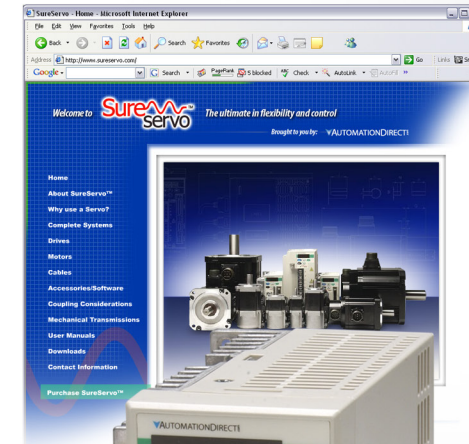 SureServo - Home - Microsoft Internet Explorer
File Edit View Favorites Tools Help
Back Search Favorites
Address http://www.sureservo.com/ Go Links
Google Search PageRank 5 blocked Check AutoLink AutoFill
Welcome to SureServo™ The ultimate in flexibility and control
Brought to you by: AUTOMATIONDIRECT
Home
About SureServo™
Why use a Servo?
Complete Systems
Drives
Motors
Cables
Accessories/Software
Coupling Considerations
Mechanical Transmissions
User Manuals
Downloads
Contact Information
Purchase SureServo™
AUTOMATIONDIRECT